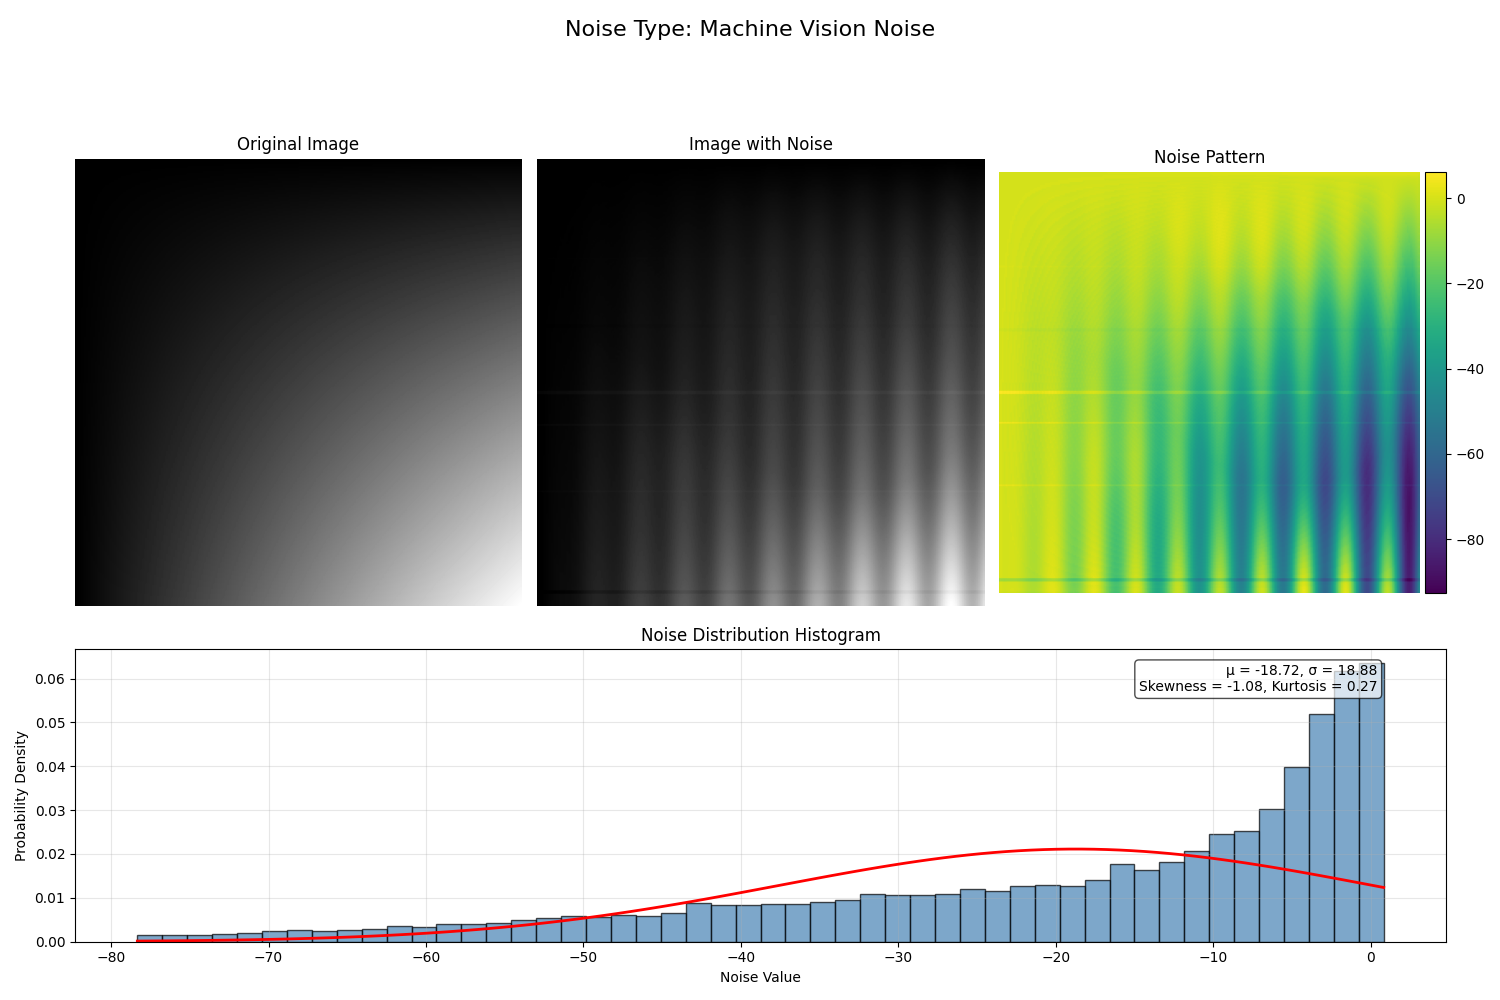 Noise Type: Machine Vision Noise
Original Image
Image with Noise
Noise Pattern
0
−20
−40
−60
−80
Noise Distribution Histogram
μ = -18.72, σ = 18.88
Skewness = -1.08, Kurtosis = 0.27
Probability Density
0.06
0.05
0.04
0.03
0.02
0.01
0.00
−80
−70
−60
−50
−40
−30
−20
−10
0
Noise Value